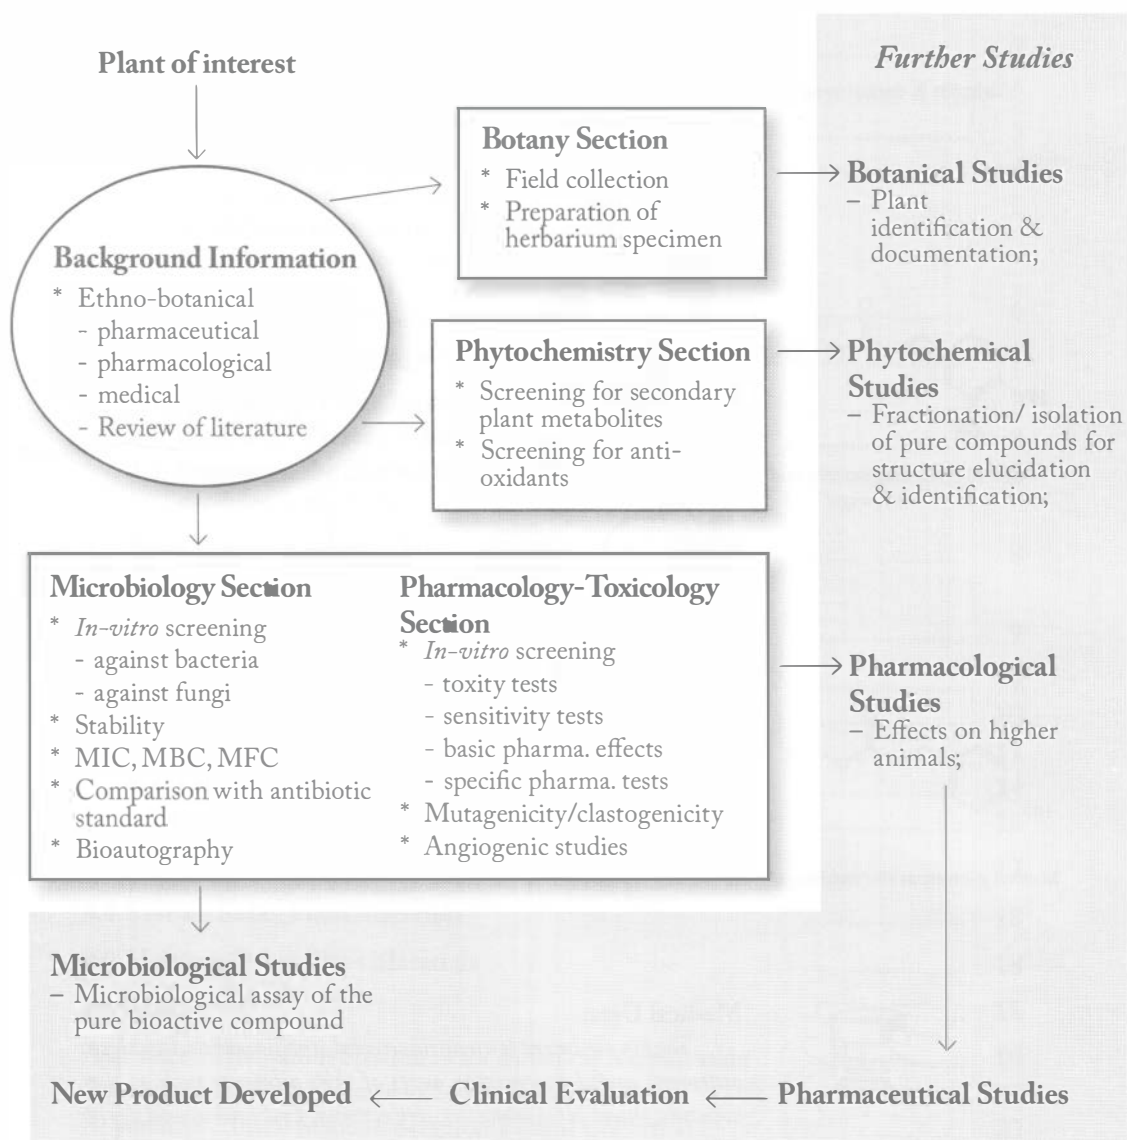 Plant of interest
Further Studies
Botany Section
* Field collection
* Preparation of
herbarium specimen
Botanical Studies
– Plant
identification &
documentation;
Background Information
* Ethno-botanical
- pharmaceutical
- pharmacological
- medical
- Review of literature
Phytochemistry Section
* Screening for secondary
plant metabolites
* Screening for anti-
oxidants
Phytochemical
Studies
– Fractionation/ isolation
of pure compounds for
structure elucidation
& identification;
Microbiology Section
* In-vitro screening
- against bacteria
- against fungi
* Stability
* MIC, MBC, MFC
* Comparison with antibiotic
standard
* Bioautography
Pharmacology-Toxicology
Section
* In-vitro screening
- toxity tests
- sensitivity tests
- basic pharma. effects
- specific pharma. tests
* Mutagenicity/clastogenicity
* Angiogenic studies
Pharmacological
Studies
– Effects on higher
animals;
Microbiological Studies
– Microbiological assay of the
pure bioactive compound
New Product Developed
Clinical Evaluation
Pharmaceutical Studies